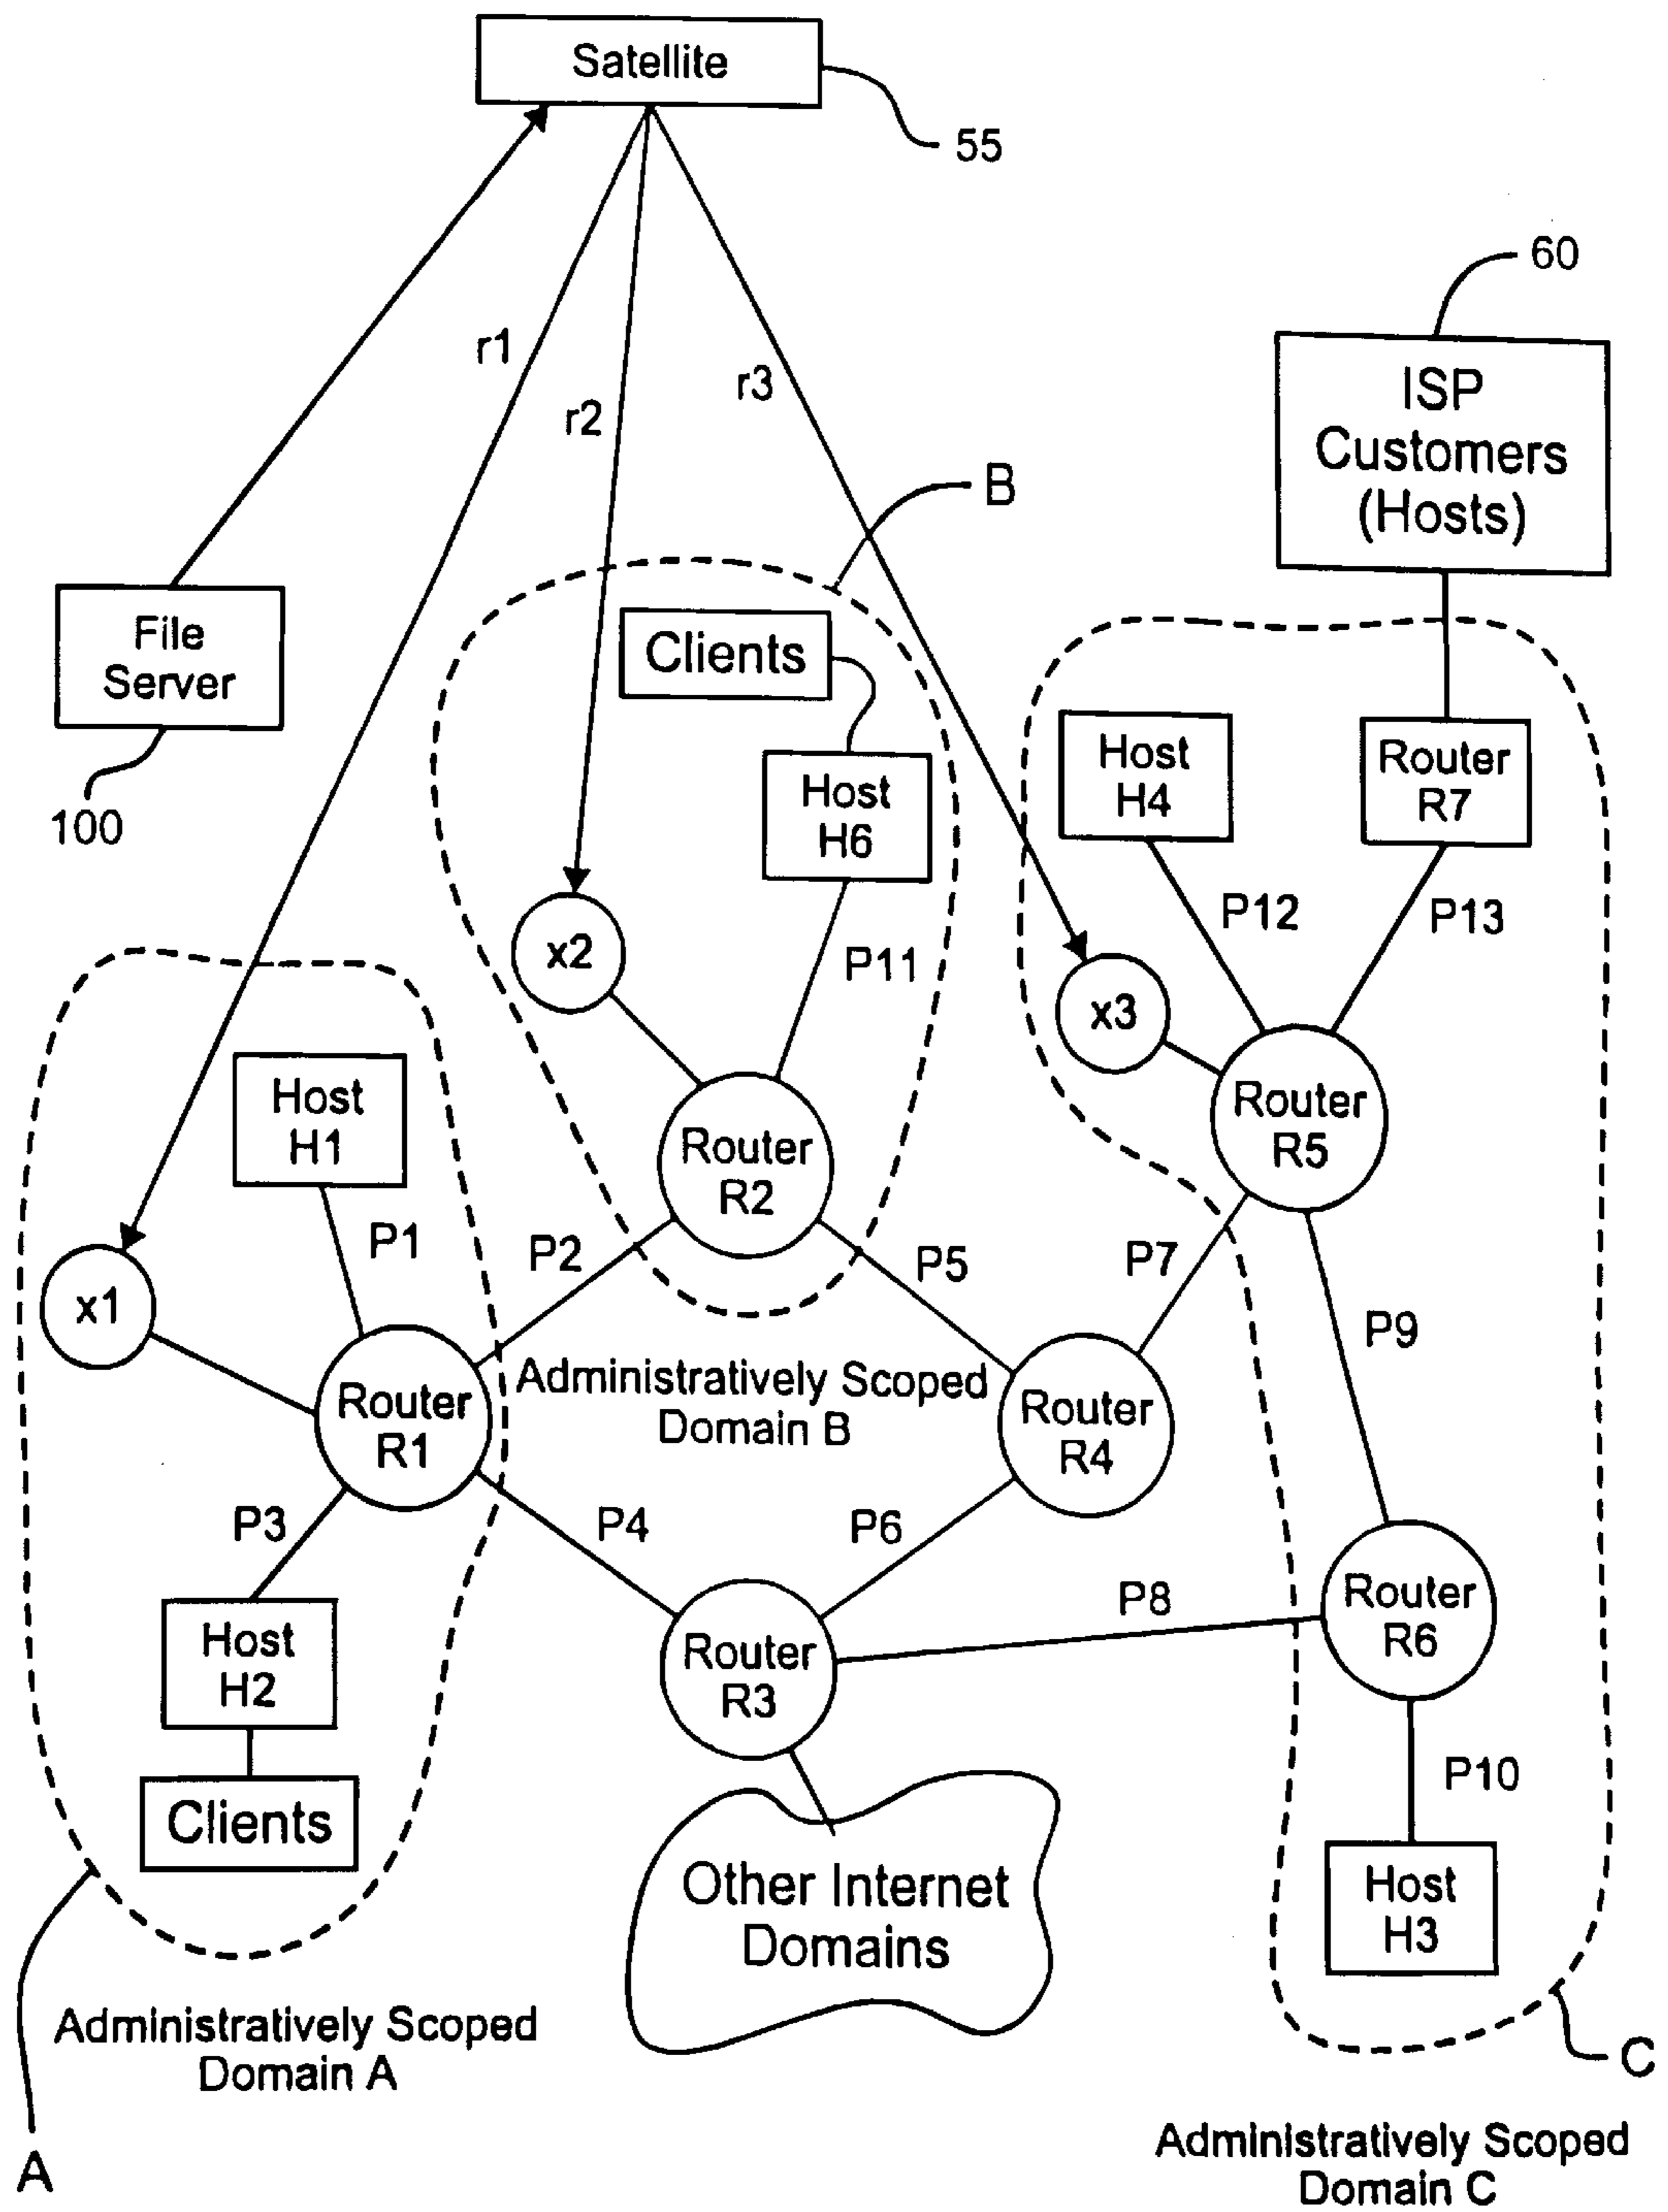 Satellite
55
60
r1
r2
r3
ISP
Customers
(Hosts)
B
File
Server
100
Clients
Host
H6
Host
H4
Router
R7
P12
P13
x2
P11
x3
Router
R5
Host
H1
Router
R2
P1
P2
P5
P7
x1
P9
Router
R1
Administratively Scoped
Domain B
Router
R4
P3
P4
P6
P8
Router
R6
Host
H2
Router
R3
P10
Clients
Other Internet
Domains
Host
H3
Administratively Scoped
Domain A
C
A
Administratively Scoped
Domain C